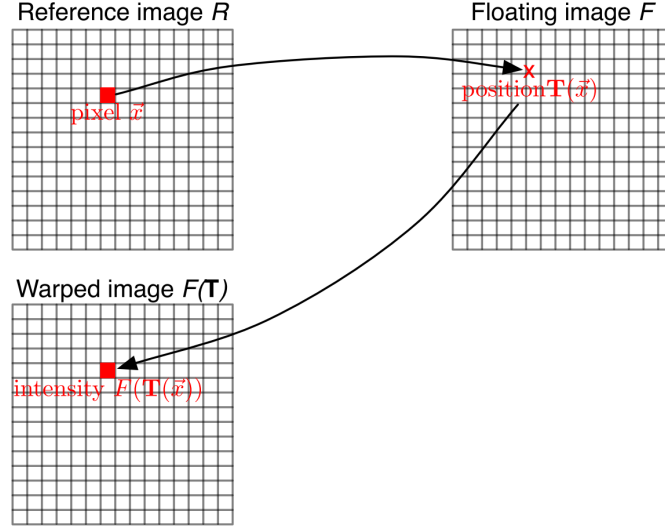 Reference image R
Floating image F
x
pixel x⃗
position T(x⃗)
Warped image F(T)
intensity F(T(x⃗))